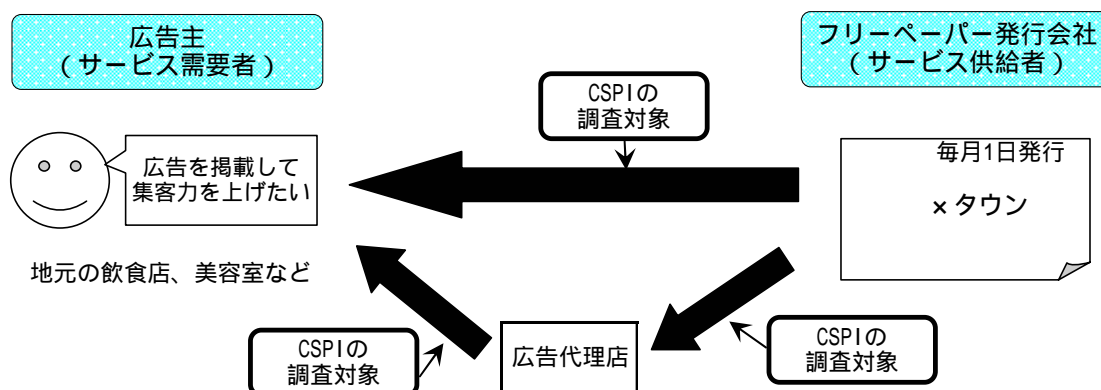 広告主
（サービス需要者）
フリーペーパー発行会社
（サービス供給者）
CSPIの
調査対象
広告を掲載して
集客力を上げたい
毎月1日発行
×タウン
地元の飲食店、美容室など
CSPIの
調査対象
広告代理店
CSPIの
調査対象